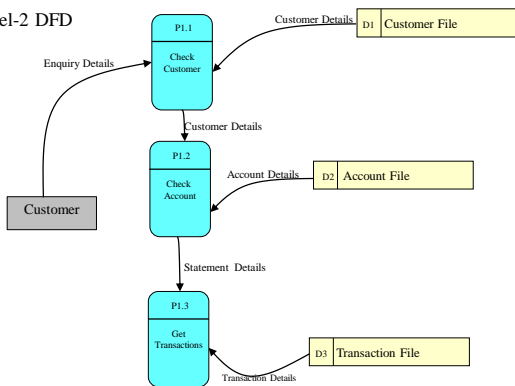 el-2 DFD
P1.1
Check
Customer
Customer Details
D1 Customer File
Enquiry Details
Customer Details
P1.2
Check
Account
Account Details
D2 Account File
Customer
Statement Details
P1.3
Get
Transactions
D3 Transaction File
Transaction Details